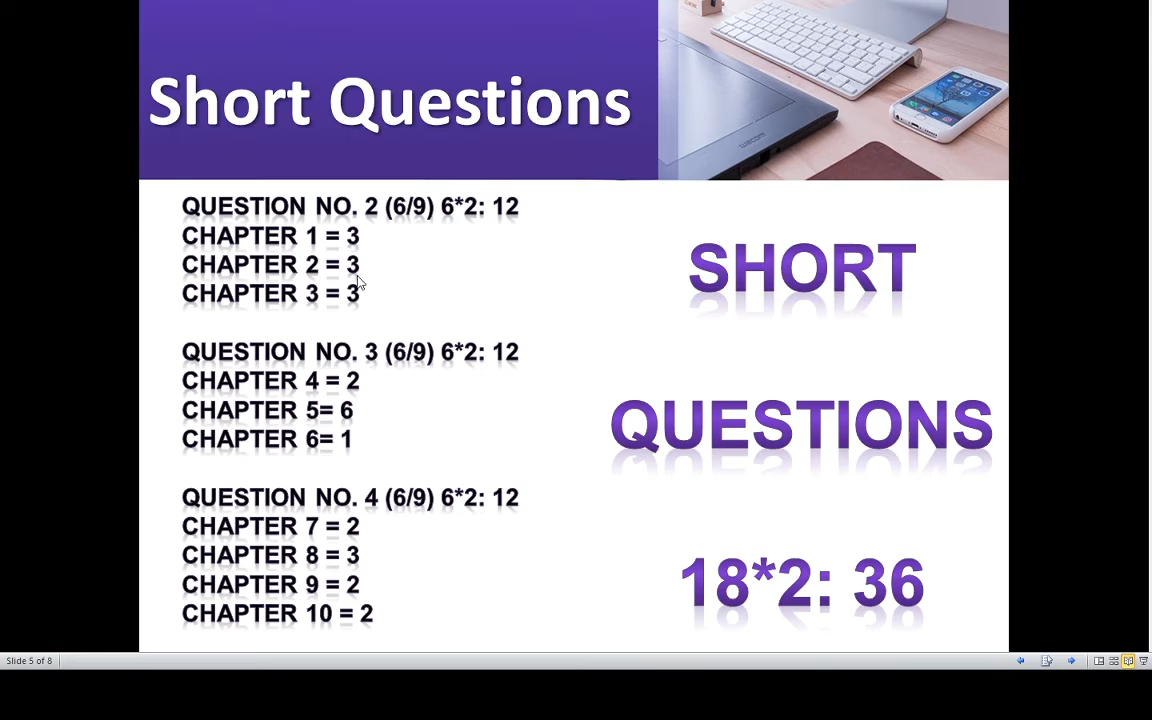 Short Questions
wacom
QUESTION NO. 2 (6/9) 6*2: 12
CHAPTER 1 = 3
CHAPTER 2 = 3
CHAPTER 3 = 3
QUESTION NO. 3 (6/9) 6*2: 12
CHAPTER 4 = 2
CHAPTER 5= 6
CHAPTER 6= 1
QUESTION NO. 4 (6/9) 6*2: 12
CHAPTER 7 = 2
CHAPTER 8 = 3
CHAPTER 9 = 2
CHAPTER 10 = 2
SHORT
QUESTIONS
18*2: 36
Slide 5 of 8